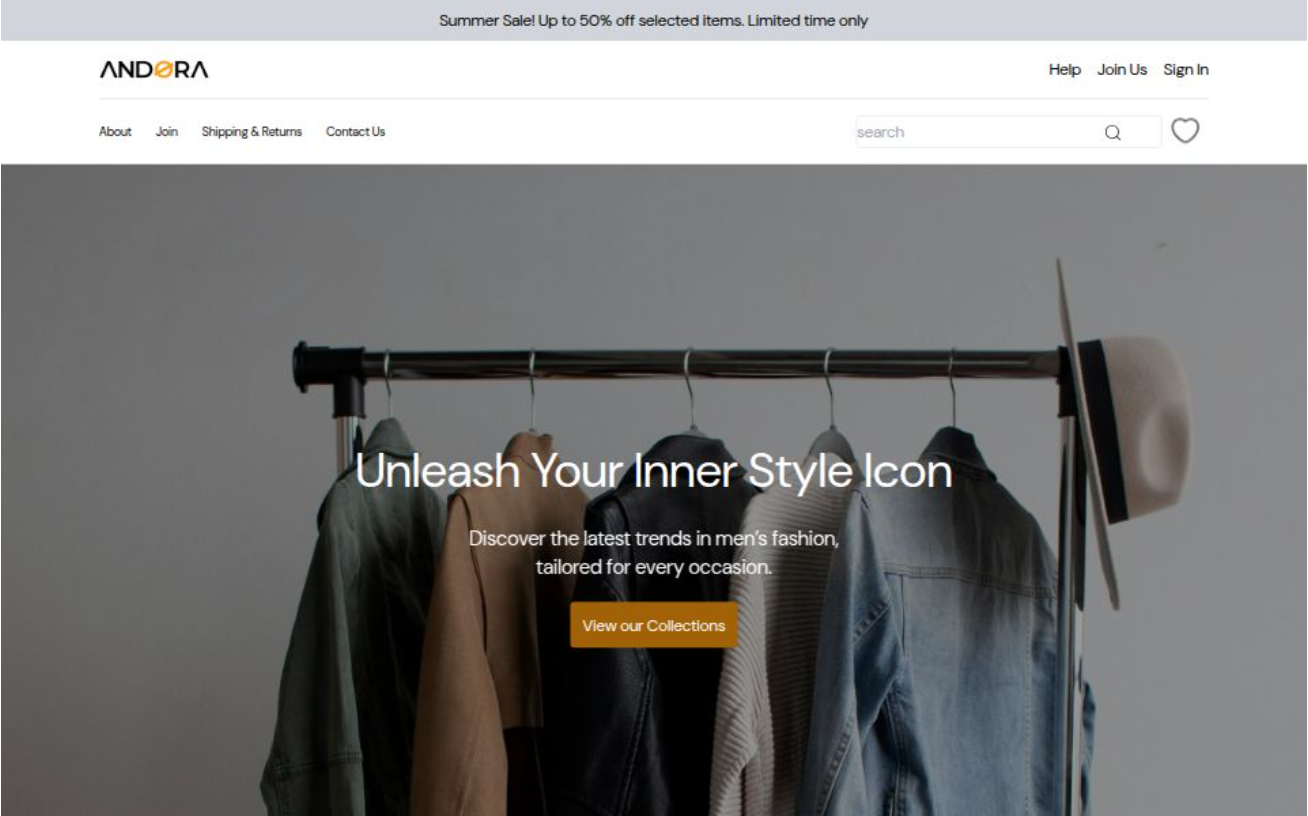 Summer Sale! Up to 50% off selected items. Limited time only
ANDORA
Help Join Us Sign In
About Join Shipping & Returns Contact Us search
Unleash Your Inner Style Icon
Discover the latest trends in men's fashion,
tailored for every occasion.
View our Collections